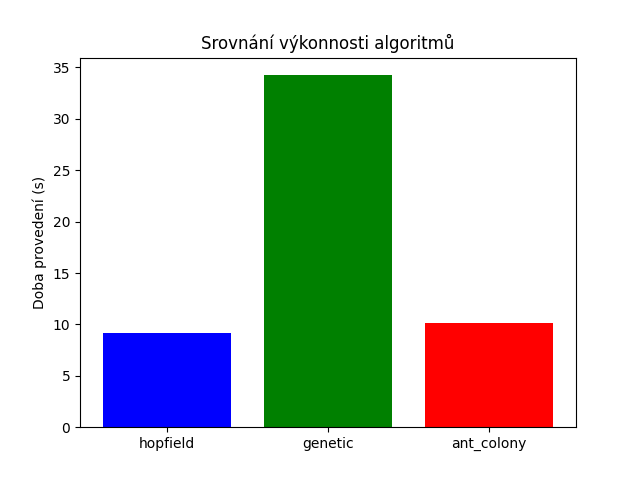 Srovnání výkonnosti algoritmů
Doba provedení (s)
35
30
25
20
15
10
5
0
hopfield genetic ant_colony